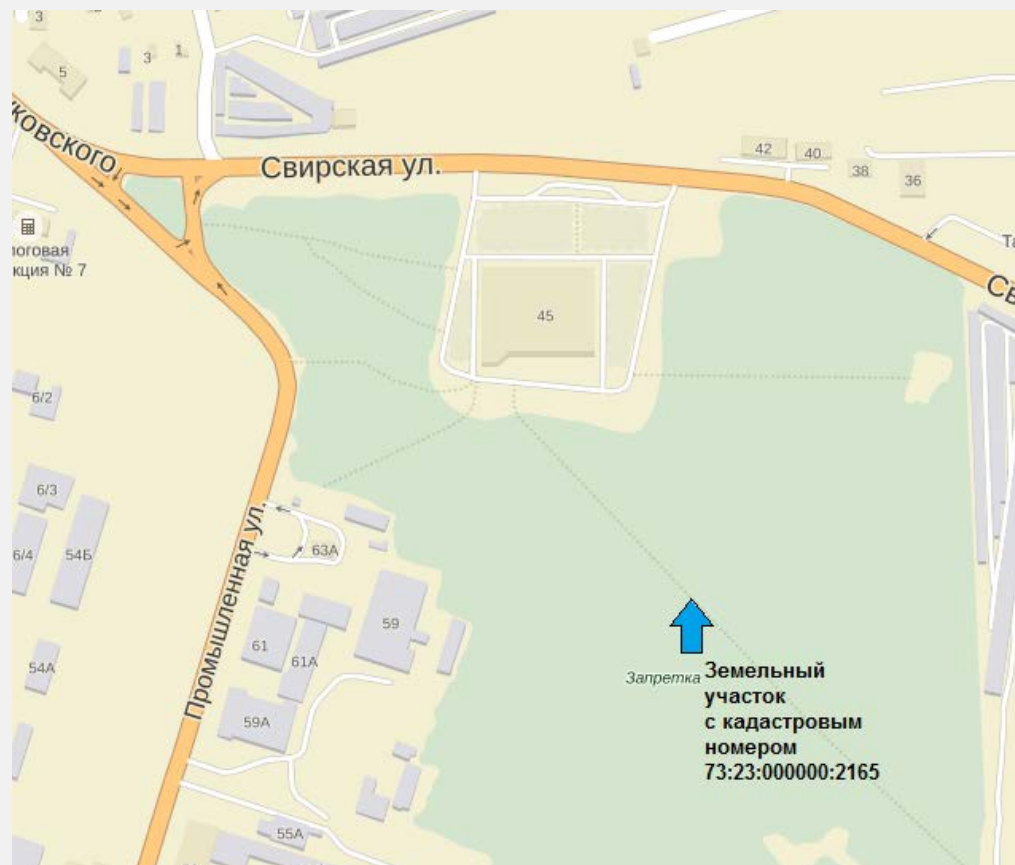 3
3
1
5
уковского
Свирская ул.
42
40
38
36
логовая
кция № 7
Та
Св
45
6/2
6/3
6/4
54Б
63А
Промышленная ул.
59
61
61А
54А
59А
Запретка
Земельный
участок
с кадастровым
номером
73:23:000000:2165
55А